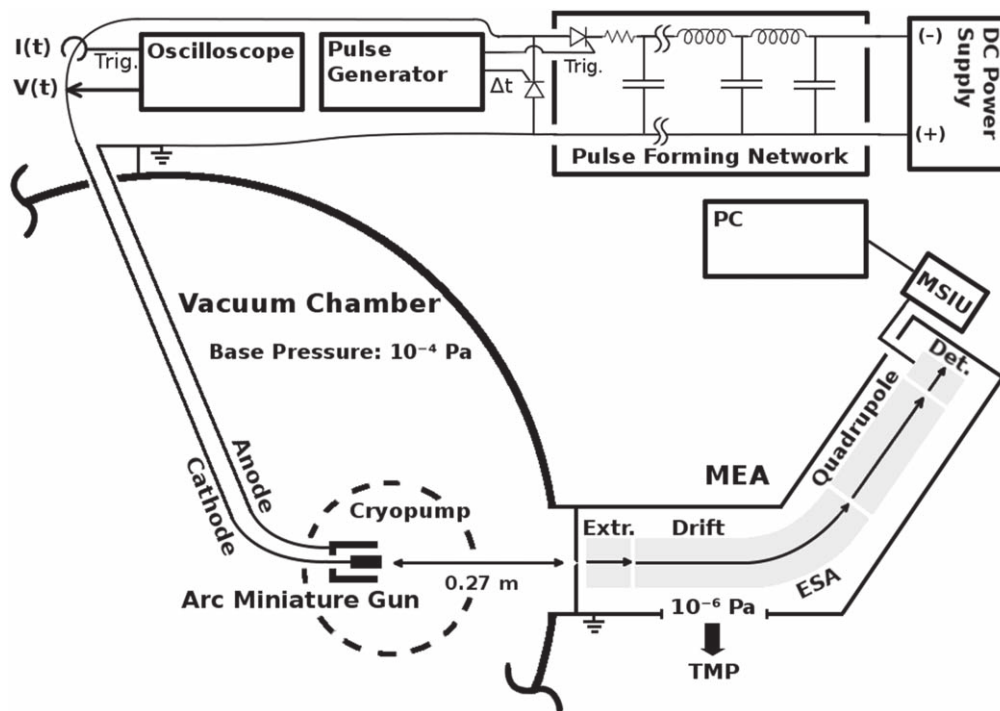 I(t)
Trig.
V(t)
Oscilloscope
Pulse
Generator
Δt
Trig.
Pulse Forming Network
(–)
(+)
DC Power
Supply
PC
MSIU
Vacuum Chamber
Base Pressure: 10⁻⁴ Pa
Det.
Quadrupole
MEA
Anode
Cathode
Cryopump
Extr.
Drift
0.27 m
ESA
Arc Miniature Gun
10⁻⁶ Pa
TMP